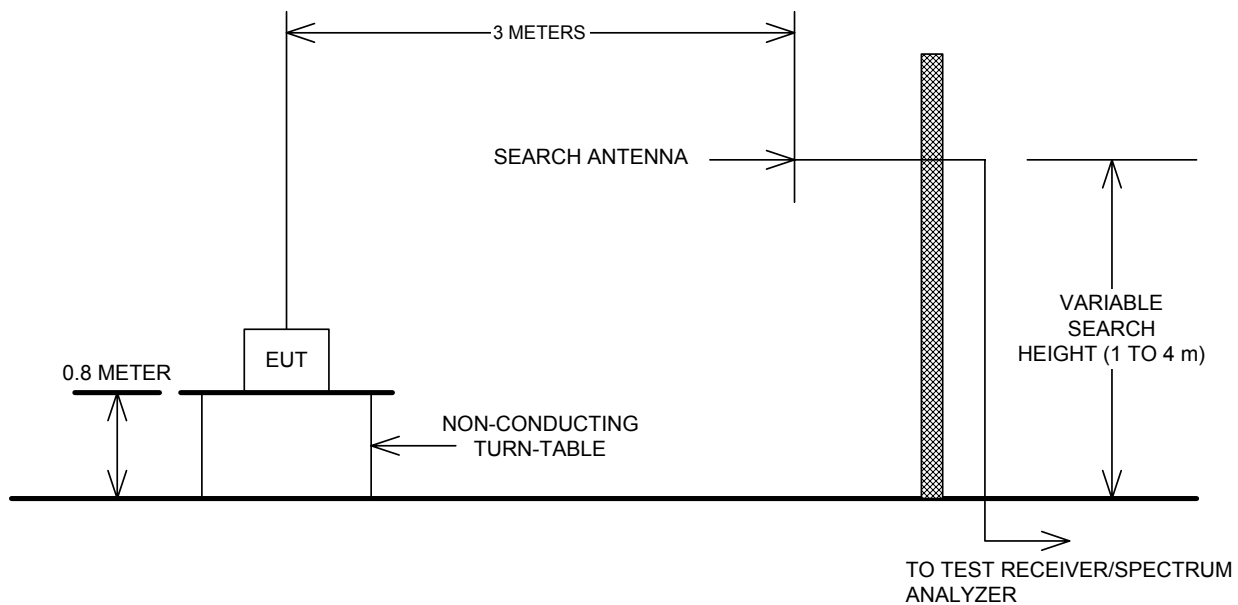 3 METERS
SEARCH ANTENNA
VARIABLE
SEARCH
HEIGHT (1 TO 4 m)
EUT
0.8 METER
NON-CONDUCTING
TURN-TABLE
TO TEST RECEIVER/SPECTRUM
ANALYZER